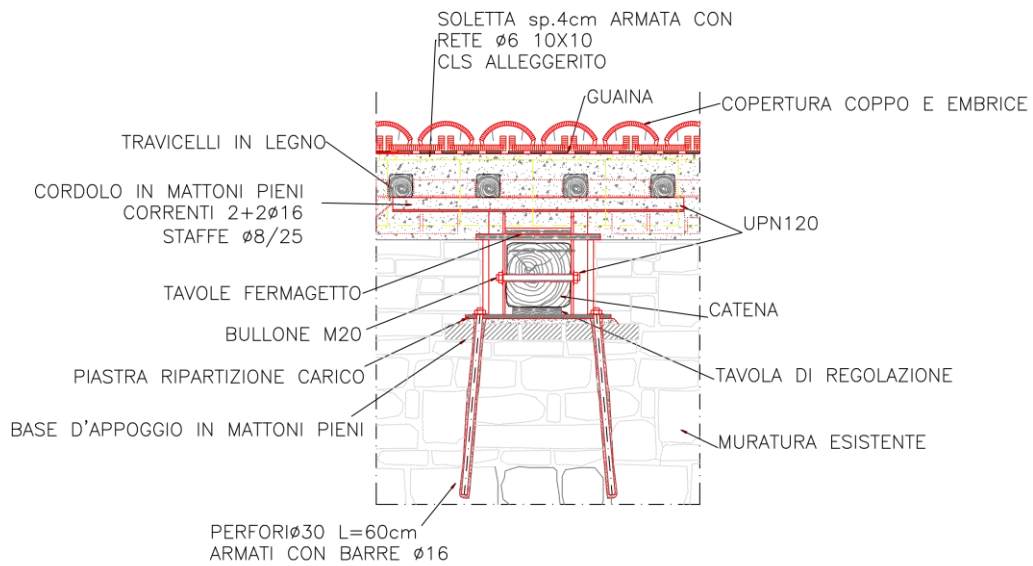 SOLETTA sp.4cm ARMATA CON
RETE ø6 10X10
CLS ALLEGGERITO
GUAINA
COPERTURA COPPO E EMBRICE
TRAVICELLI IN LEGNO
CORDOLO IN MATTONI PIENI
CORRENTI 2+2ø16
STAFFE ø8/25
UPN120
TAVOLE FERMAGETTO
CATENA
BULLONE M20
PIASTRA RIPARTIZIONE CARICO
TAVOLA DI REGOLAZIONE
BASE D'APPOGGIO IN MATTONI PIENI
MURATURA ESISTENTE
PERFORIø30 L=60cm
ARMATI CON BARRE ø16